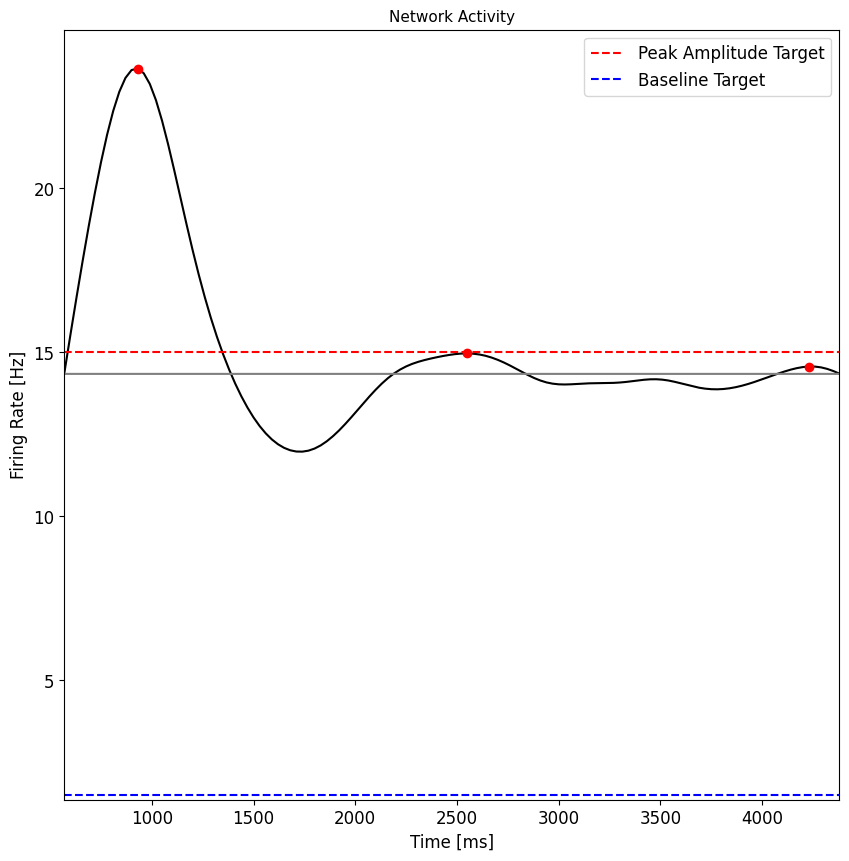 Network Activity
Peak Amplitude Target
Baseline Target
Firing Rate [Hz]
20
15
10
5
1000
1500
2000
2500
3000
3500
4000
Time [ms]